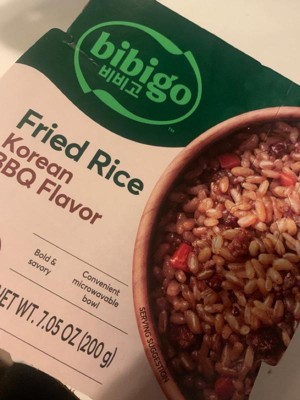 bibigo
비비고
™
Fried Rice
Korean
BBQ Flavor
Bold &
savory
Convenient
microwavable
bowl
NET WT. 7.05 OZ (200 g)
SERVING SUGGESTION